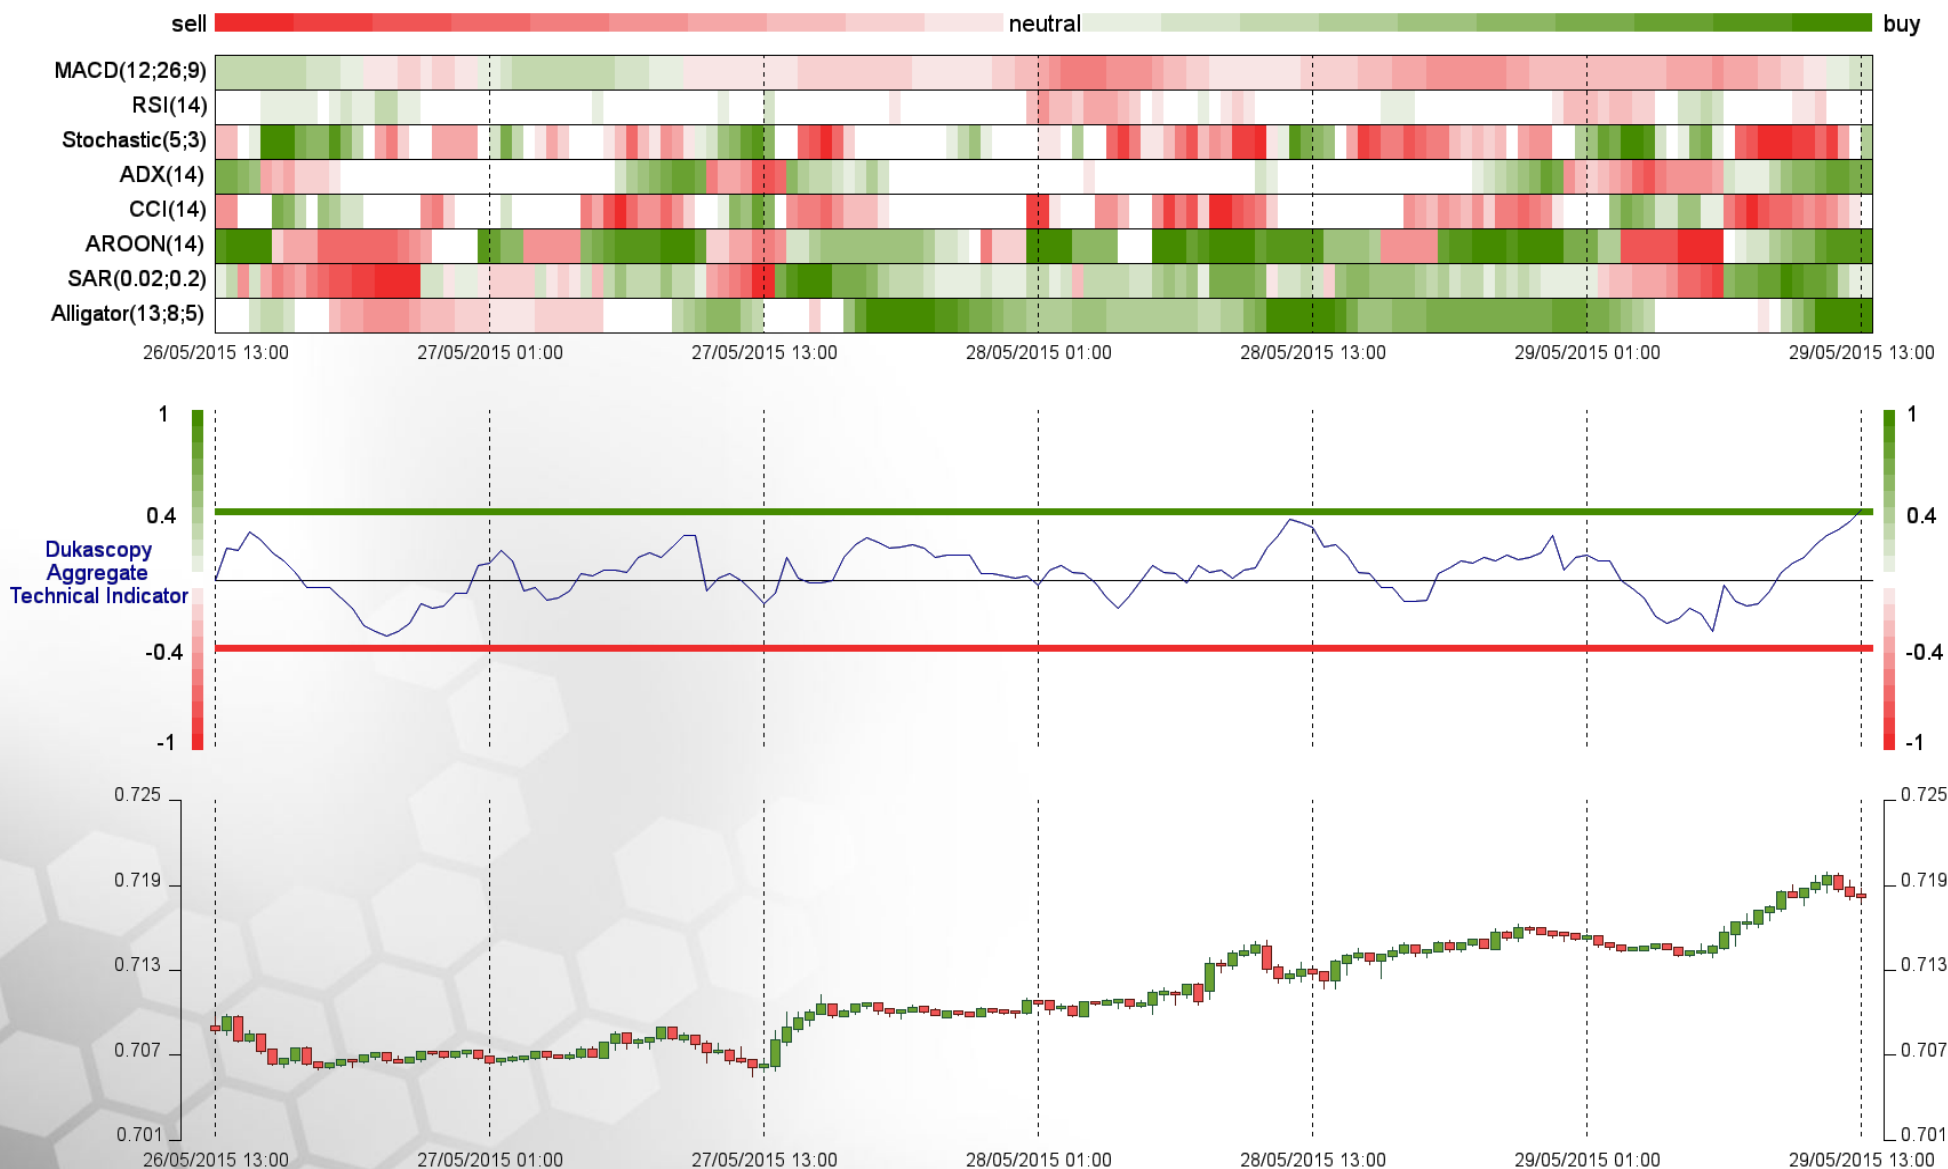 sell neutral buy
MACD(12;26;9)
RSI(14)
Stochastic(5;3)
ADX(14)
CCI(14)
AROON(14)
SAR(0.02;0.2)
Alligator(13;8;5)
26/05/2015 13:00 27/05/2015 01:00 27/05/2015 13:00 28/05/2015 01:00 28/05/2015 13:00 29/05/2015 01:00 29/05/2015 13:00
1 1
0.4 0.4
Dukascopy
Aggregate
Technical Indicator
-0.4 -0.4
-1 -1
0.725 0.725
0.719 0.719
0.713 0.713
0.707 0.707
0.701 0.701
26/05/2015 13:00 27/05/2015 01:00 27/05/2015 13:00 28/05/2015 01:00 28/05/2015 13:00 29/05/2015 01:00 29/05/2015 13:00